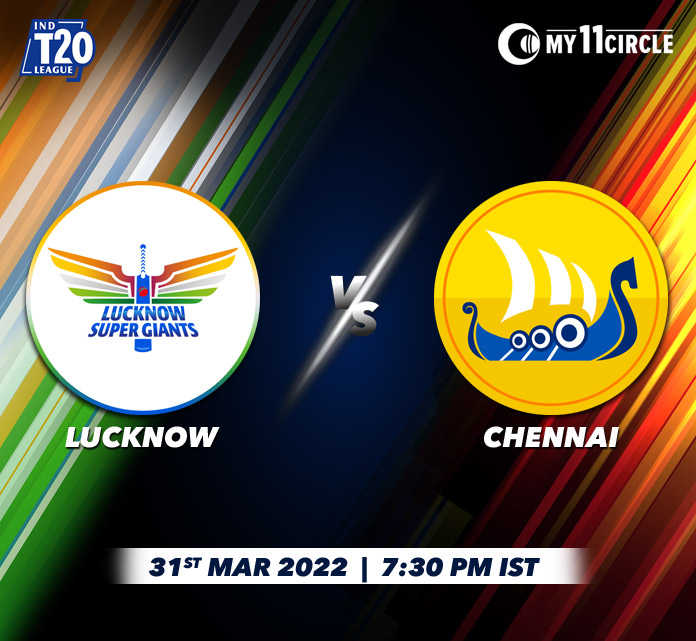 IND
T20
LEAGUE
MY11CIRCLE
LUCKNOW
SUPER GIANTS
VS
LUCKNOW
CHENNAI
31ST MAR 2022 | 7:30 PM IST